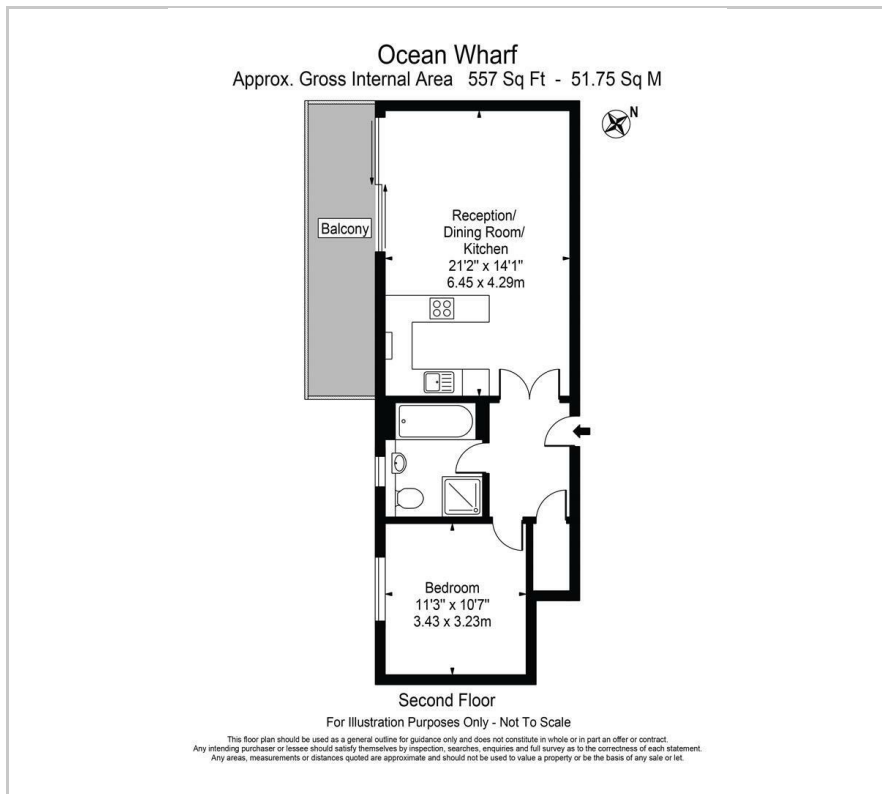 Ocean Wharf
Approx. Gross Internal Area 557 Sq Ft - 51.75 Sq M
N
Balcony
Reception/
Dining Room/
Kitchen
21'2" x 14'1"
6.45 x 4.29m
Bedroom
11'3" x 10'7"
3.43 x 3.23m
Second Floor
For Illustration Purposes Only - Not To Scale
This floor plan should be used as a general outline for guidance only and does not constitute in whole or in part an offer or contract.
Any intending purchaser or lessee should satisfy themselves by inspection, searches, enquiries and full survey as to the correctness of each statement.
Any areas, measurements or distances quoted are approximate and should not be used to value a property or be the basis of any sale or let.